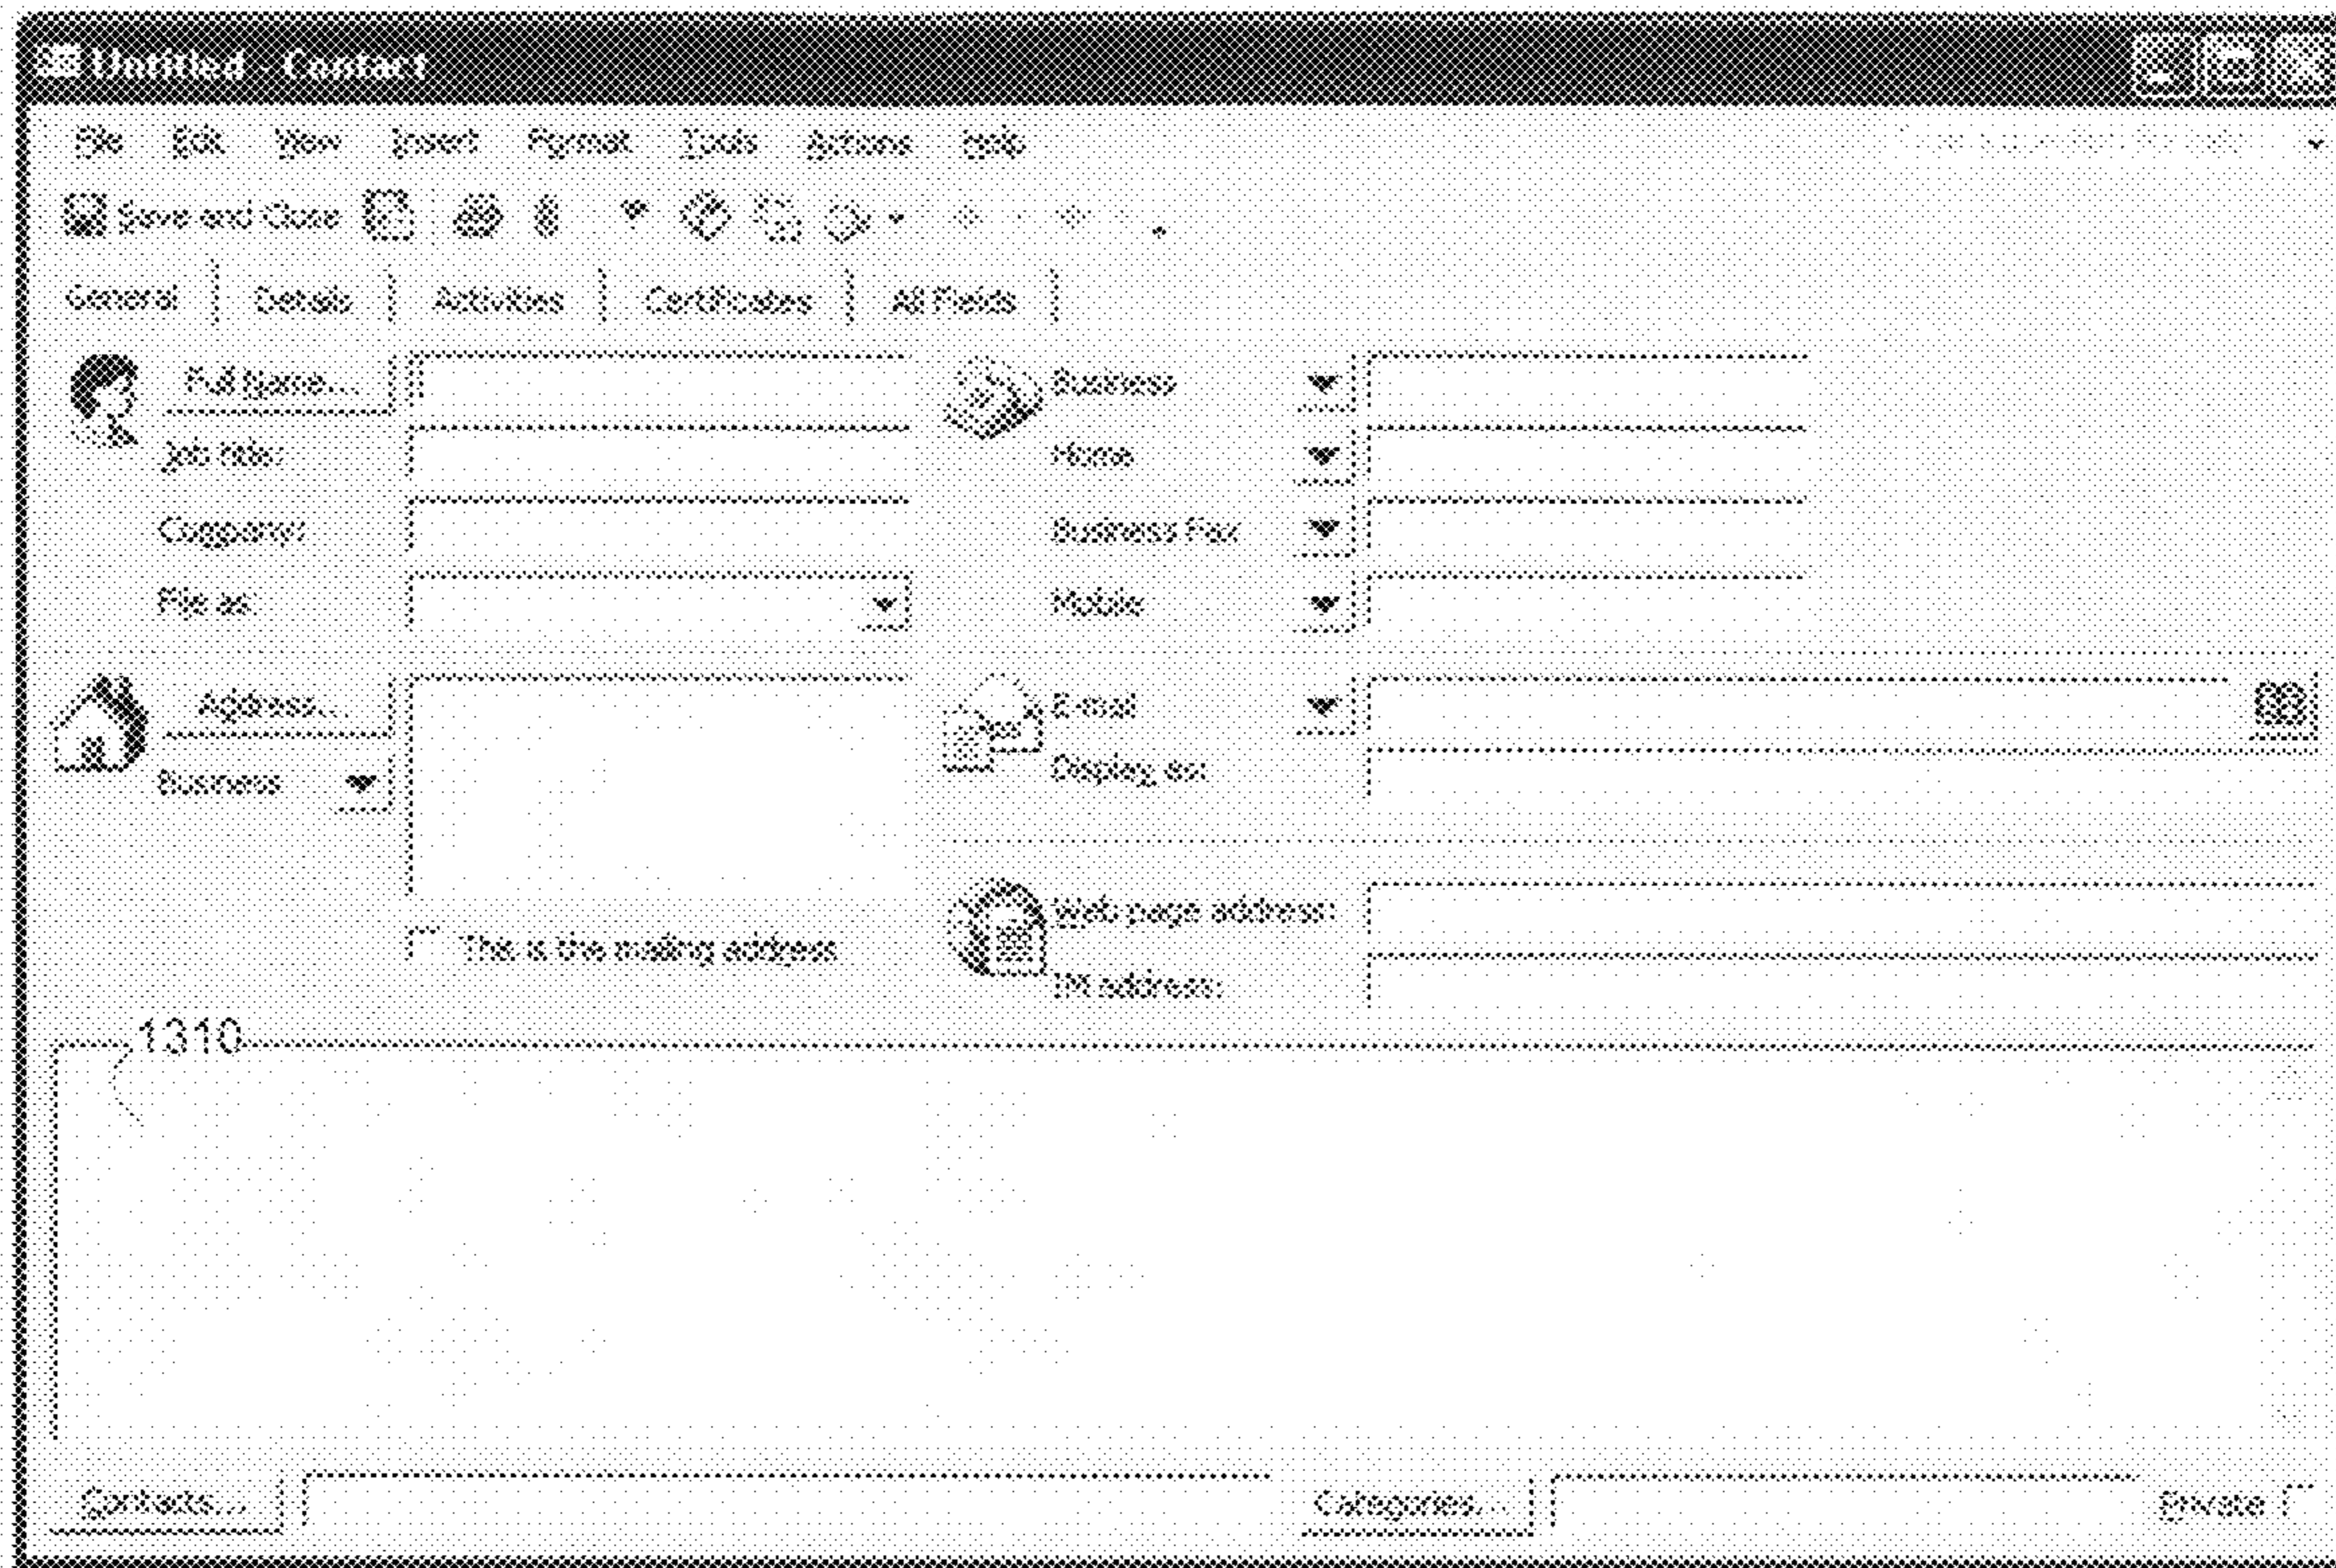 Untitled - Contact
File Edit View Insert Format Tools Actions Help
Save and Close
General Details Activities Certificates All Fields
Full Name... Business
Job title: Home
Company: Business Fax
File as: Mobile
Address... E-mail
Business Display as:
Web page address:
This is the mailing address
IM address:
1310
Contacts... Categories... Private